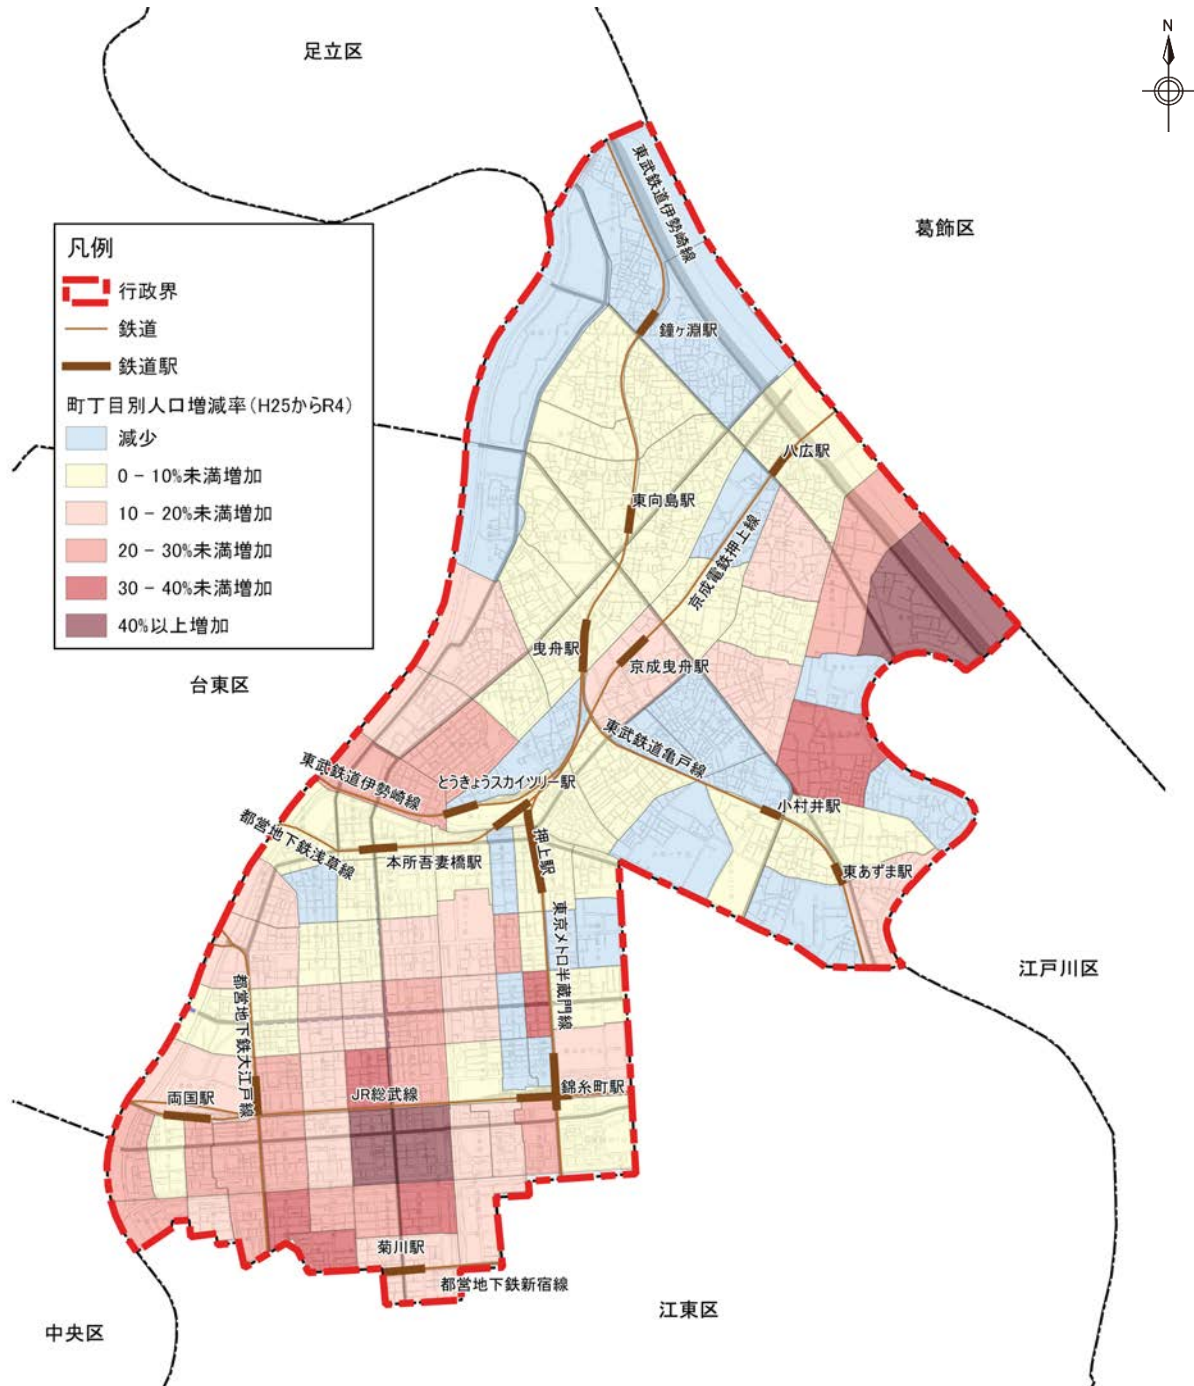 N
足立区
葛飾区
凡例
行政界
鉄道
鉄道駅
町丁目別人口増減率(H25からR4)
減少
0 - 10%未満増加
10 - 20%未満増加
20 - 30%未満増加
30 - 40%未満増加
40%以上増加
東武鉄道伊勢崎線
鐘ヶ淵駅
八広駅
東向島駅
京成電鉄押上線
曳舟駅
京成曳舟駅
台東区
東武鉄道亀戸線
東武鉄道伊勢崎線
とうきょうスカイツリー駅
小村井駅
都営地下鉄浅草線
本所吾妻橋駅
押上駅
東あずま駅
東京メトロ半蔵門線
江戸川区
都営地下鉄大江戸線
両国駅
JR総武線
錦糸町駅
菊川駅
都営地下鉄新宿線
江東区
中央区